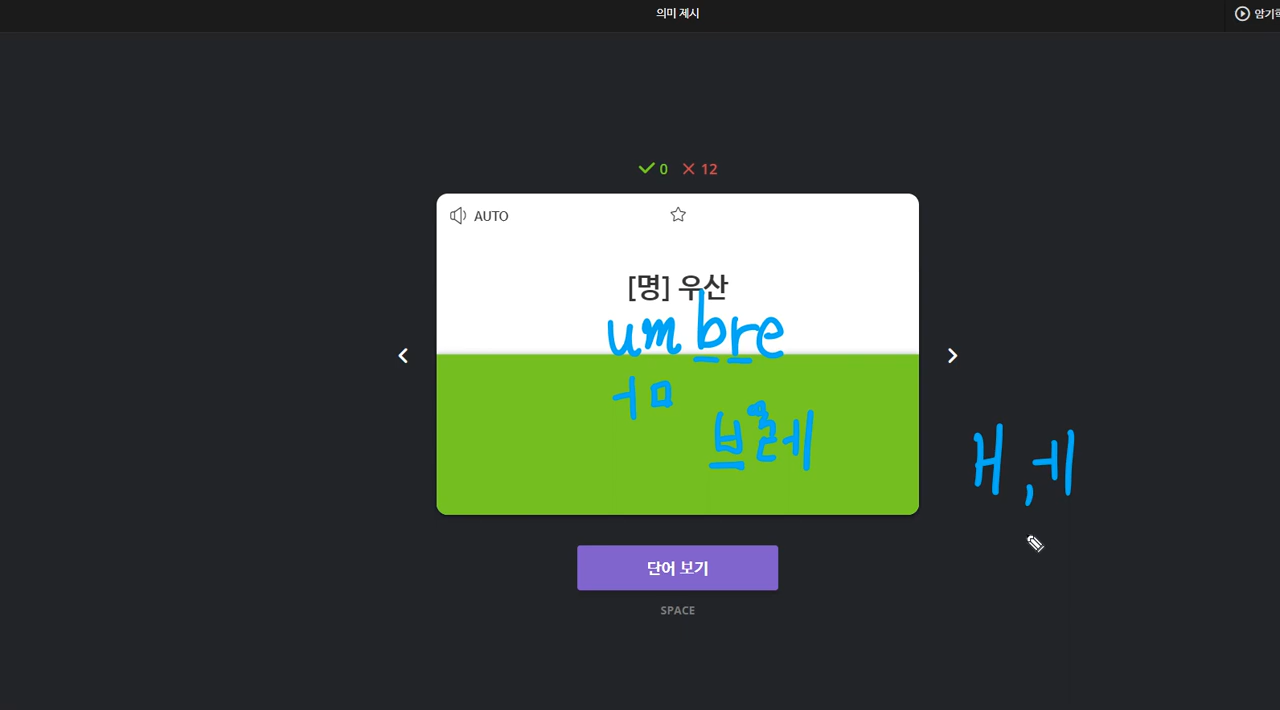 의미 제시
0 12
AUTO
[명] 우산
umbre
ㅓㅁ
브레
ㅐ, ㅔ
단어 보기
SPACE